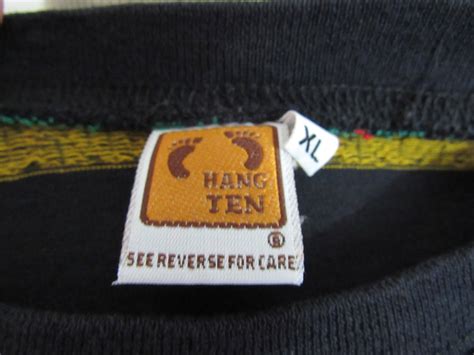 HANG
TEN
®
SEE REVERSE FOR CARE
XL